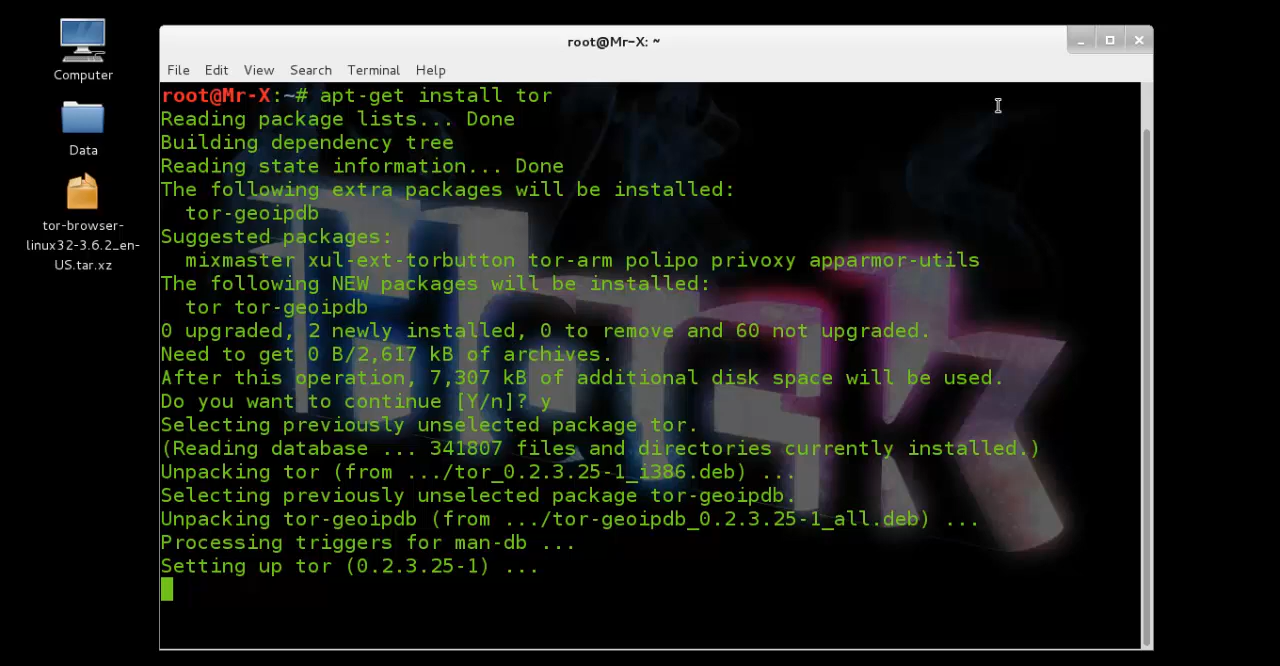 root@Mr-X: ~
File Edit View Search Terminal Help
Computer
Data
tor-browser-
linux32-3.6.2_en-
US.tar.xz
root@Mr-X:~# apt-get install tor
Reading package lists... Done
Building dependency tree
Reading state information... Done
The following extra packages will be installed:
  tor-geoipdb
Suggested packages:
  mixmaster xul-ext-torbutton tor-arm polipo privoxy apparmor-utils
The following NEW packages will be installed:
  tor tor-geoipdb
0 upgraded, 2 newly installed, 0 to remove and 60 not upgraded.
Need to get 0 B/2,617 kB of archives.
After this operation, 7,307 kB of additional disk space will be used.
Do you want to continue [Y/n]? y
Selecting previously unselected package tor.
(Reading database ... 341807 files and directories currently installed.)
Unpacking tor (from .../tor_0.2.3.25-1_i386.deb) ...
Selecting previously unselected package tor-geoipdb.
Unpacking tor-geoipdb (from .../tor-geoipdb_0.2.3.25-1_all.deb) ...
Processing triggers for man-db ...
Setting up tor (0.2.3.25-1) ...